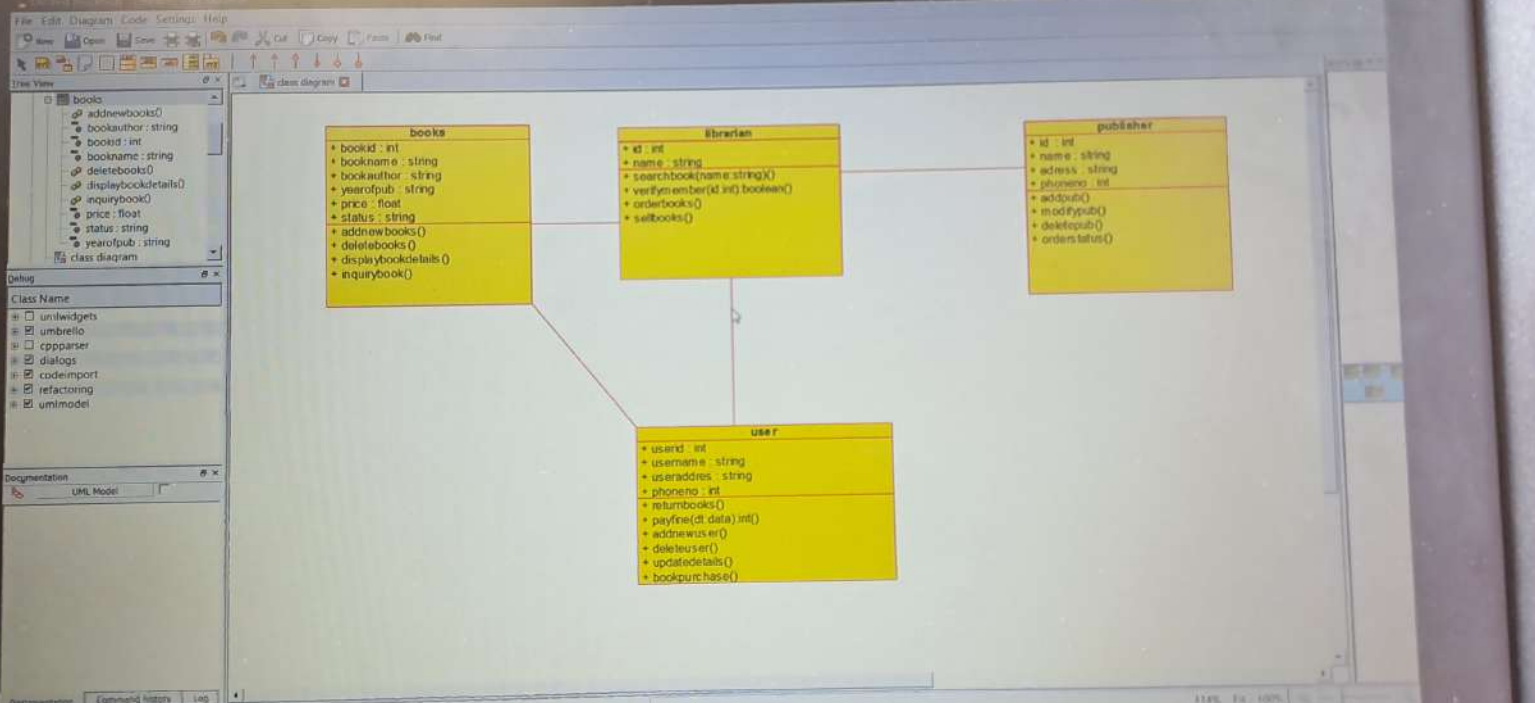 File Edit Diagram Code Settings Help
New Open Save Cut Copy Paste Find
Tree View
class diagram
books
addnewbooks()
bookauthor : string
bookid : int
bookname : string
deletebooks()
displaybookdetails()
inquirybook()
price : float
status : string
yearofpub : string
class diagram
Debug
Class Name
umlwidgets
umbrello
cppparser
dialogs
codeimport
refactoring
umlmodel
Documentation
UML Model
Command history Log
books
+ bookid : int
+ bookname : string
+ bookauthor : string
+ yearofpub : string
+ price : float
+ status : string
+ addnewbooks()
+ deletebooks()
+ displaybookdetails()
+ inquirybook()
librarian
+ id : int
+ name : string
+ searchbook(name:string)()
+ verifymember(id:int):boolean()
+ orderbooks()
+ sellbooks()
publisher
+ id : int
+ name : string
+ adress : string
+ phoneno : int
+ addpub()
+ modifypub()
+ deletepub()
+ orderstatus()
user
+ userid : int
+ username : string
+ useraddres : string
+ phoneno : int
+ returnbooks()
+ payfine(dt:data):int()
+ addnewuser()
+ deleteuser()
+ updatedetails()
+ bookpurchase()